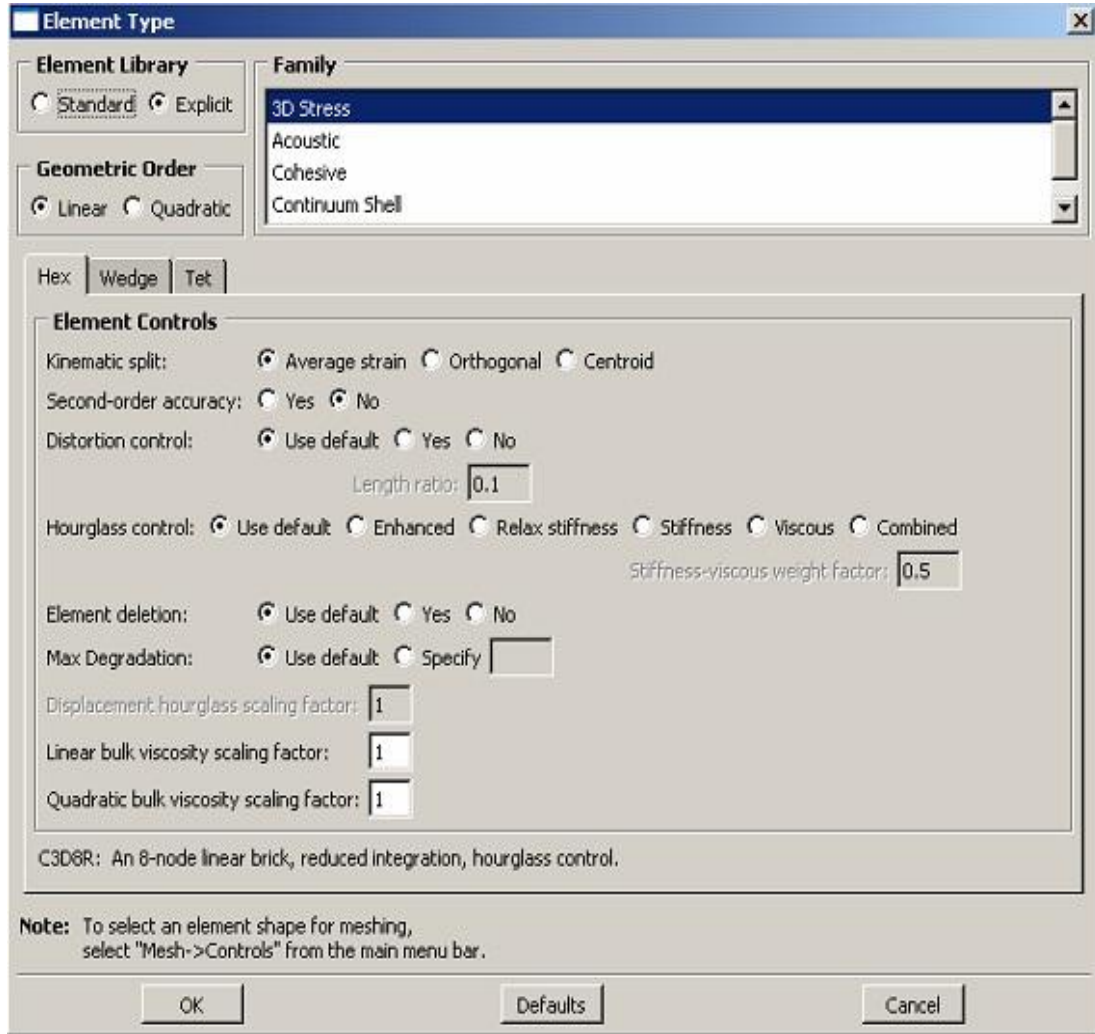 Element Type
Element Library
Standard Explicit
Family
3D Stress
Acoustic
Cohesive
Continuum Shell
Geometric Order
Linear Quadratic
Hex Wedge Tet
Element Controls
Kinematic split: Average strain Orthogonal Centroid
Second-order accuracy: Yes No
Distortion control: Use default Yes No
Length ratio: 0.1
Hourglass control: Use default Enhanced Relax stiffness Stiffness Viscous Combined
Stiffness-viscous weight factor: 0.5
Element deletion: Use default Yes No
Max Degradation: Use default Specify
Displacement hourglass scaling factor: 1
Linear bulk viscosity scaling factor: 1
Quadratic bulk viscosity scaling factor: 1
C3D8R: An 8-node linear brick, reduced integration, hourglass control.
Note: To select an element shape for meshing,
select "Mesh->Controls" from the main menu bar.
OK Defaults Cancel